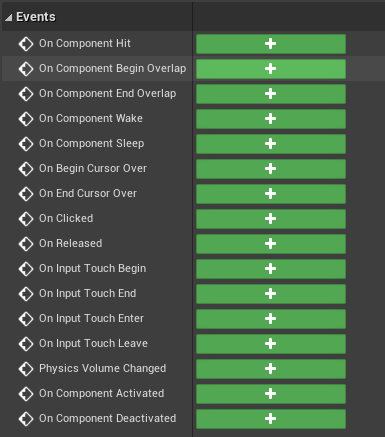 Events
On Component Hit
On Component Begin Overlap
On Component End Overlap
On Component Wake
On Component Sleep
On Begin Cursor Over
On End Cursor Over
On Clicked
On Released
On Input Touch Begin
On Input Touch End
On Input Touch Enter
On Input Touch Leave
Physics Volume Changed
On Component Activated
On Component Deactivated